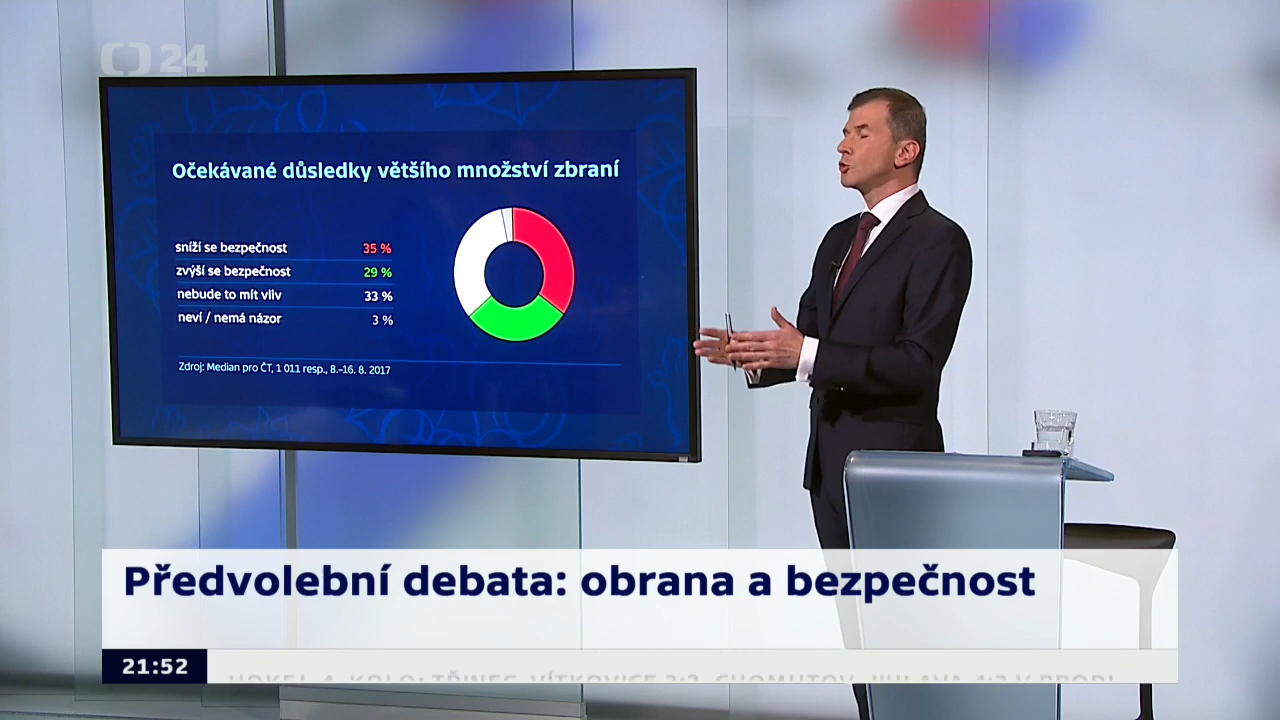 24
Očekávané důsledky většího množství zbraní
sníží se bezpečnost 35 %
zvýší se bezpečnost 29 %
nebude to mít vliv 33 %
neví / nemá názor 3 %
Zdroj: Median pro ČT, 1 011 resp., 8.–16. 8. 2017
Předvolební debata: obrana a bezpečnost
21:52